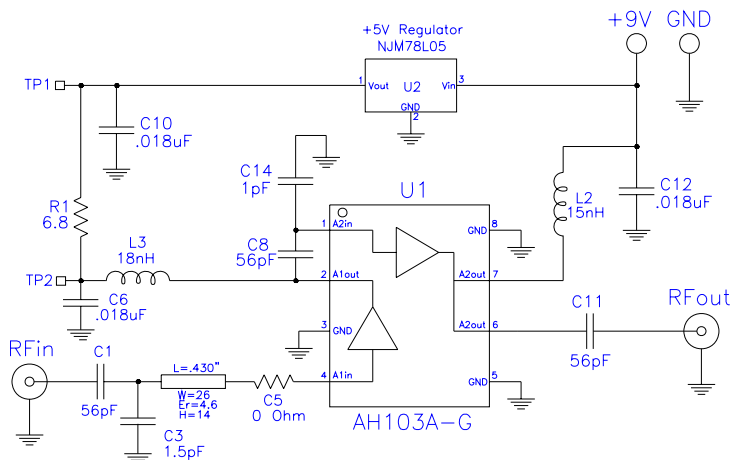 +9V GND
+5V Regulator
NJM78L05
TP1
1 Vout U2 Vin 3
GND
2
C10
.018uF
C14
1pF
U1
L2
15nH
C12
.018uF
R1
6.8
1 A2in
GND 8
L3
18nH
C8
56pF
TP2
2 A1out
A2out 7
C6
.018uF
C11
56pF
RFout
3 GND
A2out 6
RFin
C1
56pF
L=.430"
W=26
Er=4.6
H=14
C5
0 Ohm
4 A1in
GND 5
C3
1.5pF
AH103A-G